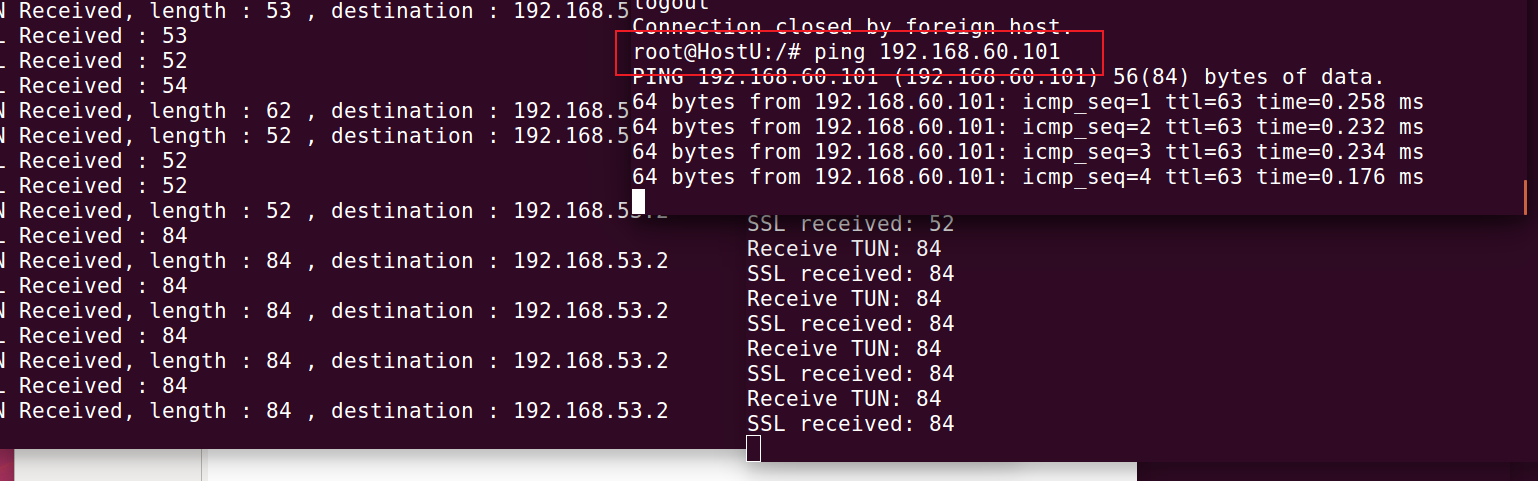 N Received, length : 53 , destination : 192.168.5
L Received : 53
L Received : 52
L Received : 54
N Received, length : 62 , destination : 192.168.5
N Received, length : 52 , destination : 192.168.5
L Received : 52
L Received : 52
N Received, length : 52 , destination : 192.168.53.2
L Received : 84
N Received, length : 84 , destination : 192.168.53.2
L Received : 84
N Received, length : 84 , destination : 192.168.53.2
L Received : 84
N Received, length : 84 , destination : 192.168.53.2
L Received : 84
N Received, length : 84 , destination : 192.168.53.2
logout
Connection closed by foreign host.
root@HostU:/# ping 192.168.60.101
PING 192.168.60.101 (192.168.60.101) 56(84) bytes of data.
64 bytes from 192.168.60.101: icmp_seq=1 ttl=63 time=0.258 ms
64 bytes from 192.168.60.101: icmp_seq=2 ttl=63 time=0.232 ms
64 bytes from 192.168.60.101: icmp_seq=3 ttl=63 time=0.234 ms
64 bytes from 192.168.60.101: icmp_seq=4 ttl=63 time=0.176 ms
SSL received: 52
Receive TUN: 84
SSL received: 84
Receive TUN: 84
SSL received: 84
Receive TUN: 84
SSL received: 84
Receive TUN: 84
SSL received: 84